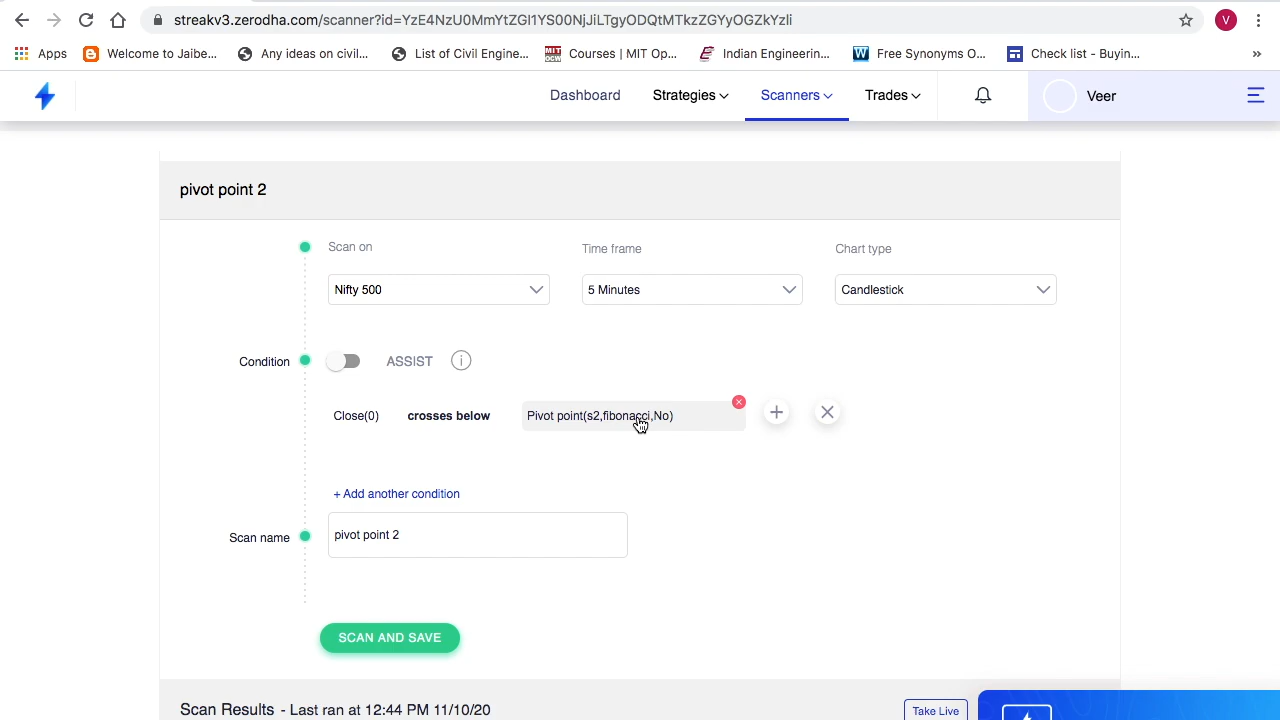 streakv3.zerodha.com/scanner?id=YzE4NzU0MmYtZGI1YS00NjJiLTgyODQtMTkzZGYyOGZkYzli
V
Apps
Welcome to Jaibe...
Any ideas on civil...
List of Civil Engine...
MIT OCW
Courses | MIT Op...
Indian Engineerin...
W
Free Synonyms O...
Check list - Buyin...
»
Dashboard
Strategies
Scanners
Trades
Veer
pivot point 2
Scan on
Time frame
Chart type
Nifty 500
5 Minutes
Candlestick
Condition
ASSIST
i
Close(0) crosses below Pivot point(s2,fibonacci,No)
+ Add another condition
Scan name
pivot point 2
SCAN AND SAVE
Scan Results - Last ran at 12:44 PM 11/10/20
Take Live